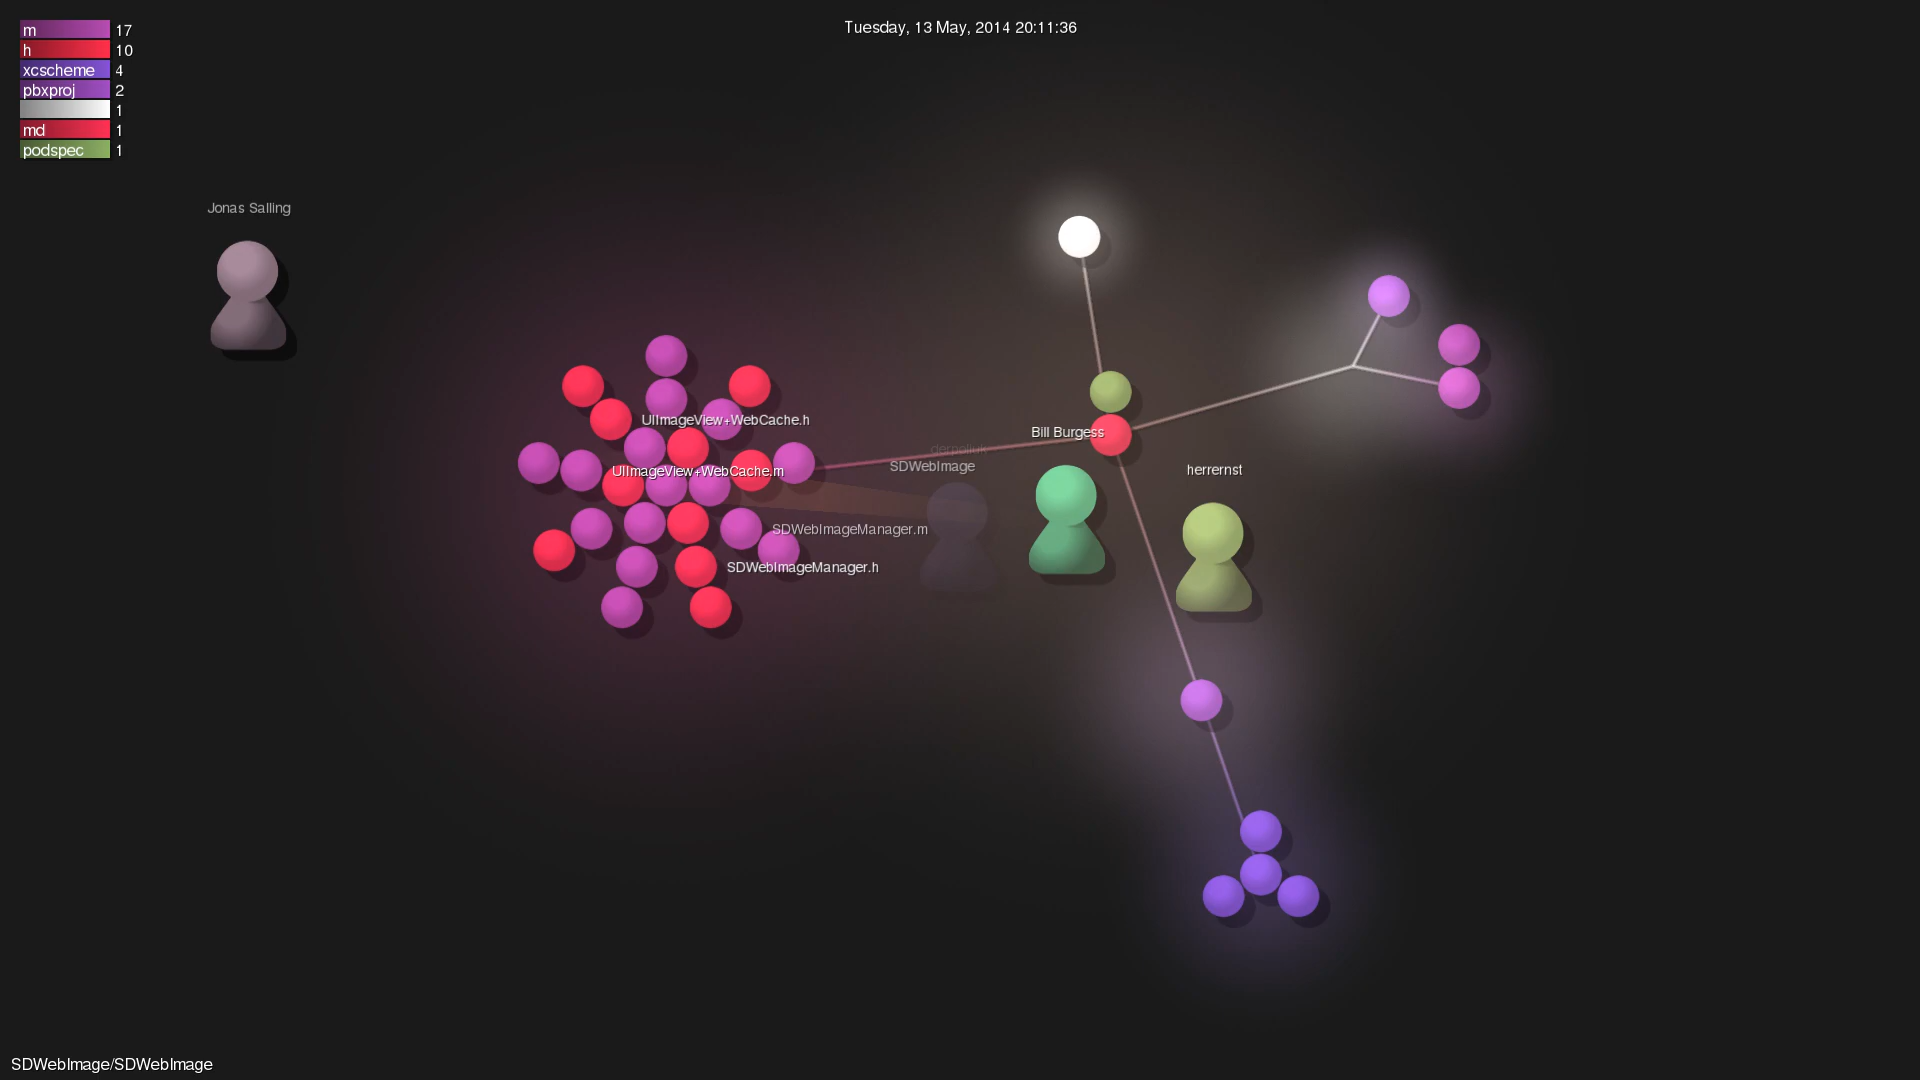 Tuesday, 13 May, 2014 20:11:36
m 17
h 10
xcscheme 4
pbxproj 2
1
md 1
podspec 1
Jonas Salling
UIImageView+WebCache.h
Bill Burgess
derpoliuk
SDWebImage
herrernst
UIImageView+WebCache.m
SDWebImageManager.m
SDWebImageManager.h
SDWebImage/SDWebImage